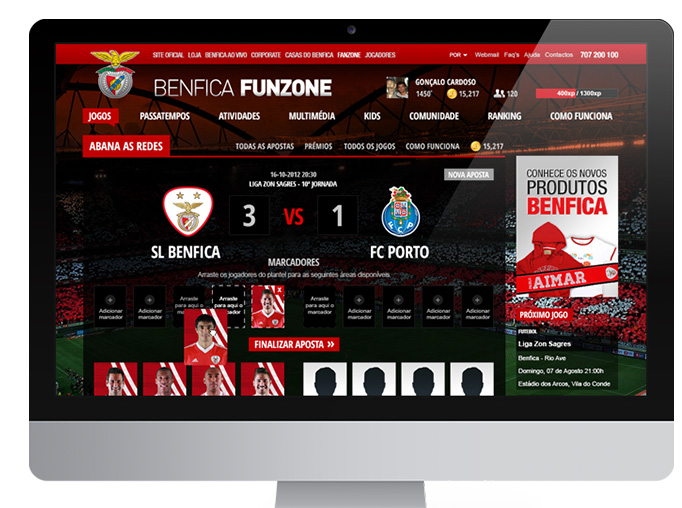 SITE OFICIAL LOJA BENFICA AO VIVO CORPORATE CASAS DO BENFICA FANZONE JOGADORES
POR Webmail Faq's Ajuda Contactos 707 200 100
BENFICA FUNZONE
GONÇALO CARDOSO
1450º 15,217 120 400xp / 1300xp
JOGOS PASSATEMPOS ATIVIDADES MULTIMÉDIA KIDS COMUNIDADE RANKING COMO FUNCIONA
ABANA AS REDES TODAS AS APOSTAS PRÉMIOS TODOS OS JOGOS COMO FUNCIONA 15,217
16-10-2012 20:30
LIGA ZON SAGRES - 10ª JORNADA
NOVA APOSTA
3 VS 1
SL BENFICA FC PORTO
MARCADORES
Arraste os jogadores do plantel para as seguintes áreas disponíveis
Adicionar marcador
Adicionar marcador
Arraste para aqui o
Arraste para aqui o marcador
X
Arraste para aqui o marcador
Adicionar marcador
Adicionar marcador
Adicionar marcador
Adicionar marcador
FINALIZAR APOSTA »
CONHECE OS NOVOS
PRODUTOS
BENFICA
AIMAR
PRÓXIMO JOGO
FUTEBOL
Liga Zon Sagres
Benfica - Rio Ave
Domingo, 07 de Agosto 21:00h
Estádio dos Arcos, Vila do Conde